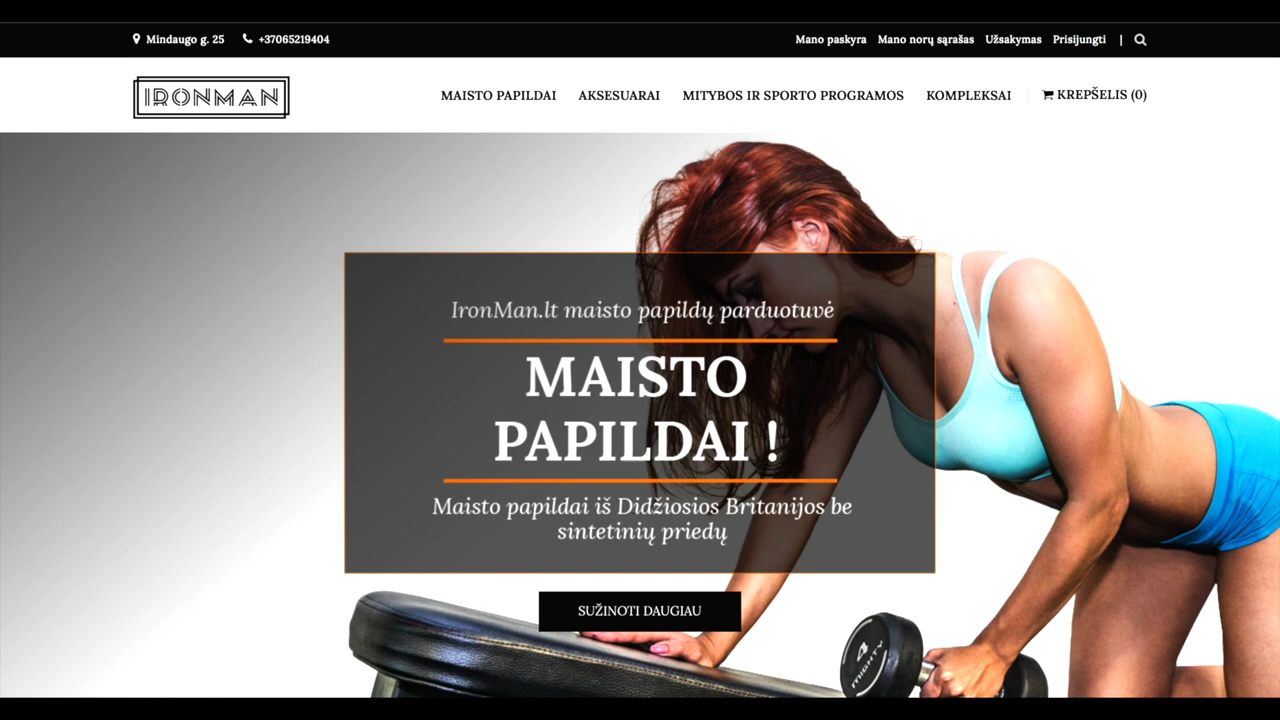 Mindaugo g. 25 +37065219404 Mano paskyra Mano norų sąrašas Užsakymas Prisijungti |
IRONMAN MAISTO PAPILDAI AKSESUARAI MITYBOS IR SPORTO PROGRAMOS KOMPLEKSAI KREPŠELIS (0)
IronMan.lt maisto papildų parduotuvė
MAISTO
PAPILDAI !
Maisto papildai iš Didžiosios Britanijos be
sintetinių priedų
SUŽINOTI DAUGIAU
4
MIGHTY